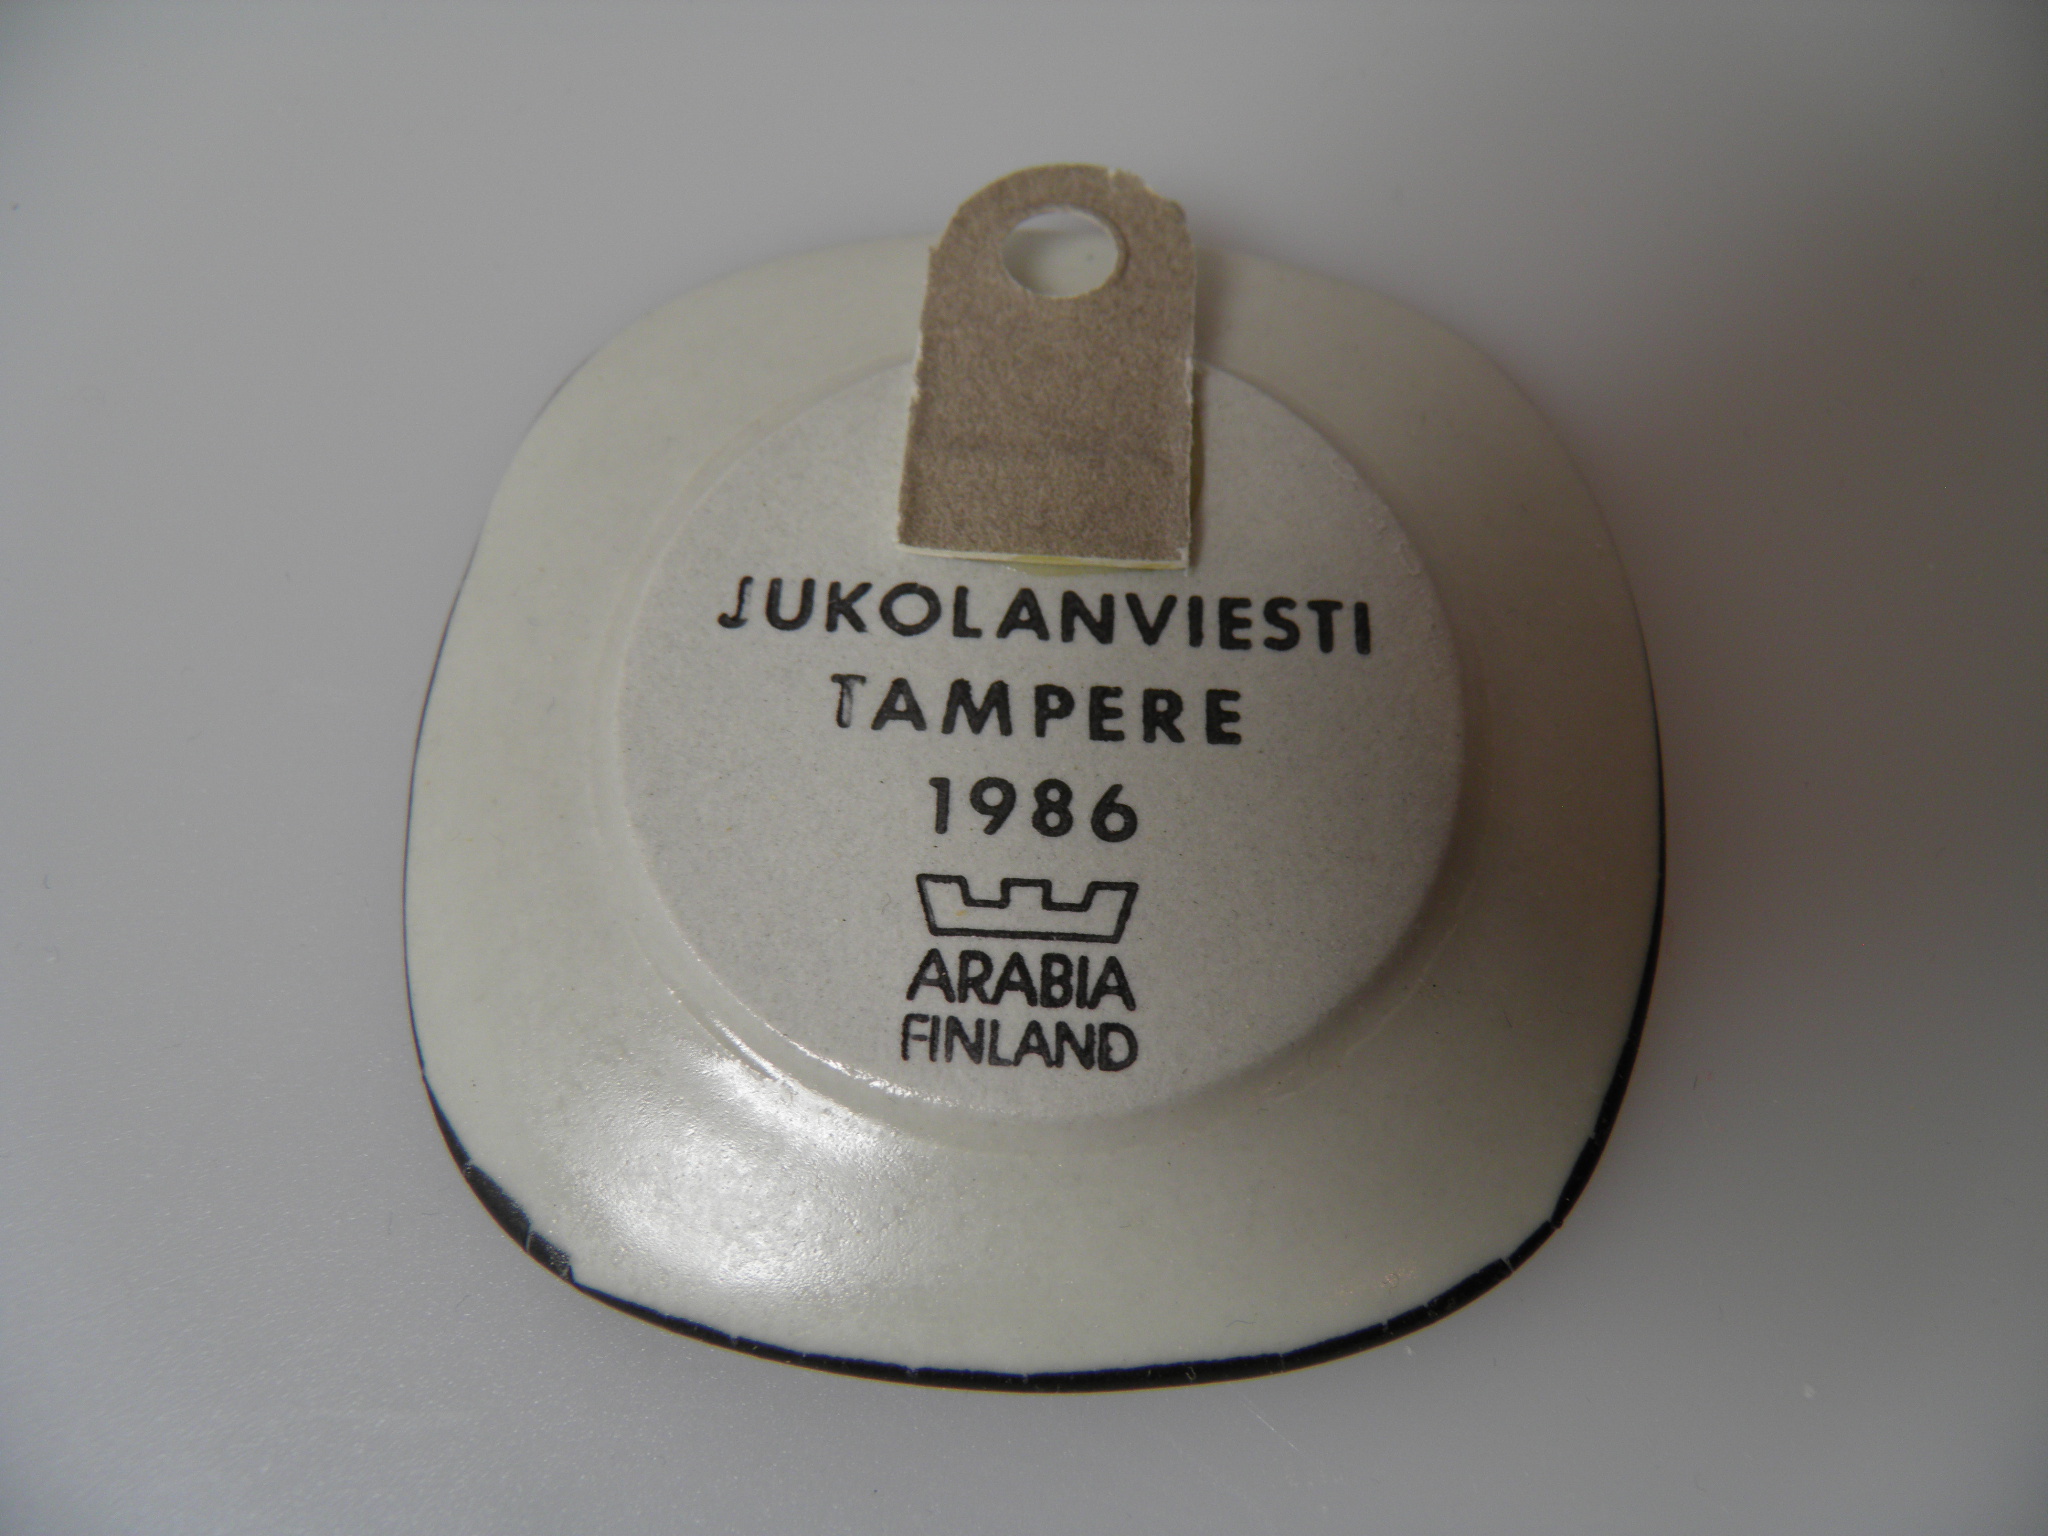 JUKOLANVIESTI
TAMPERE
1986
ARABIA
FINLAND